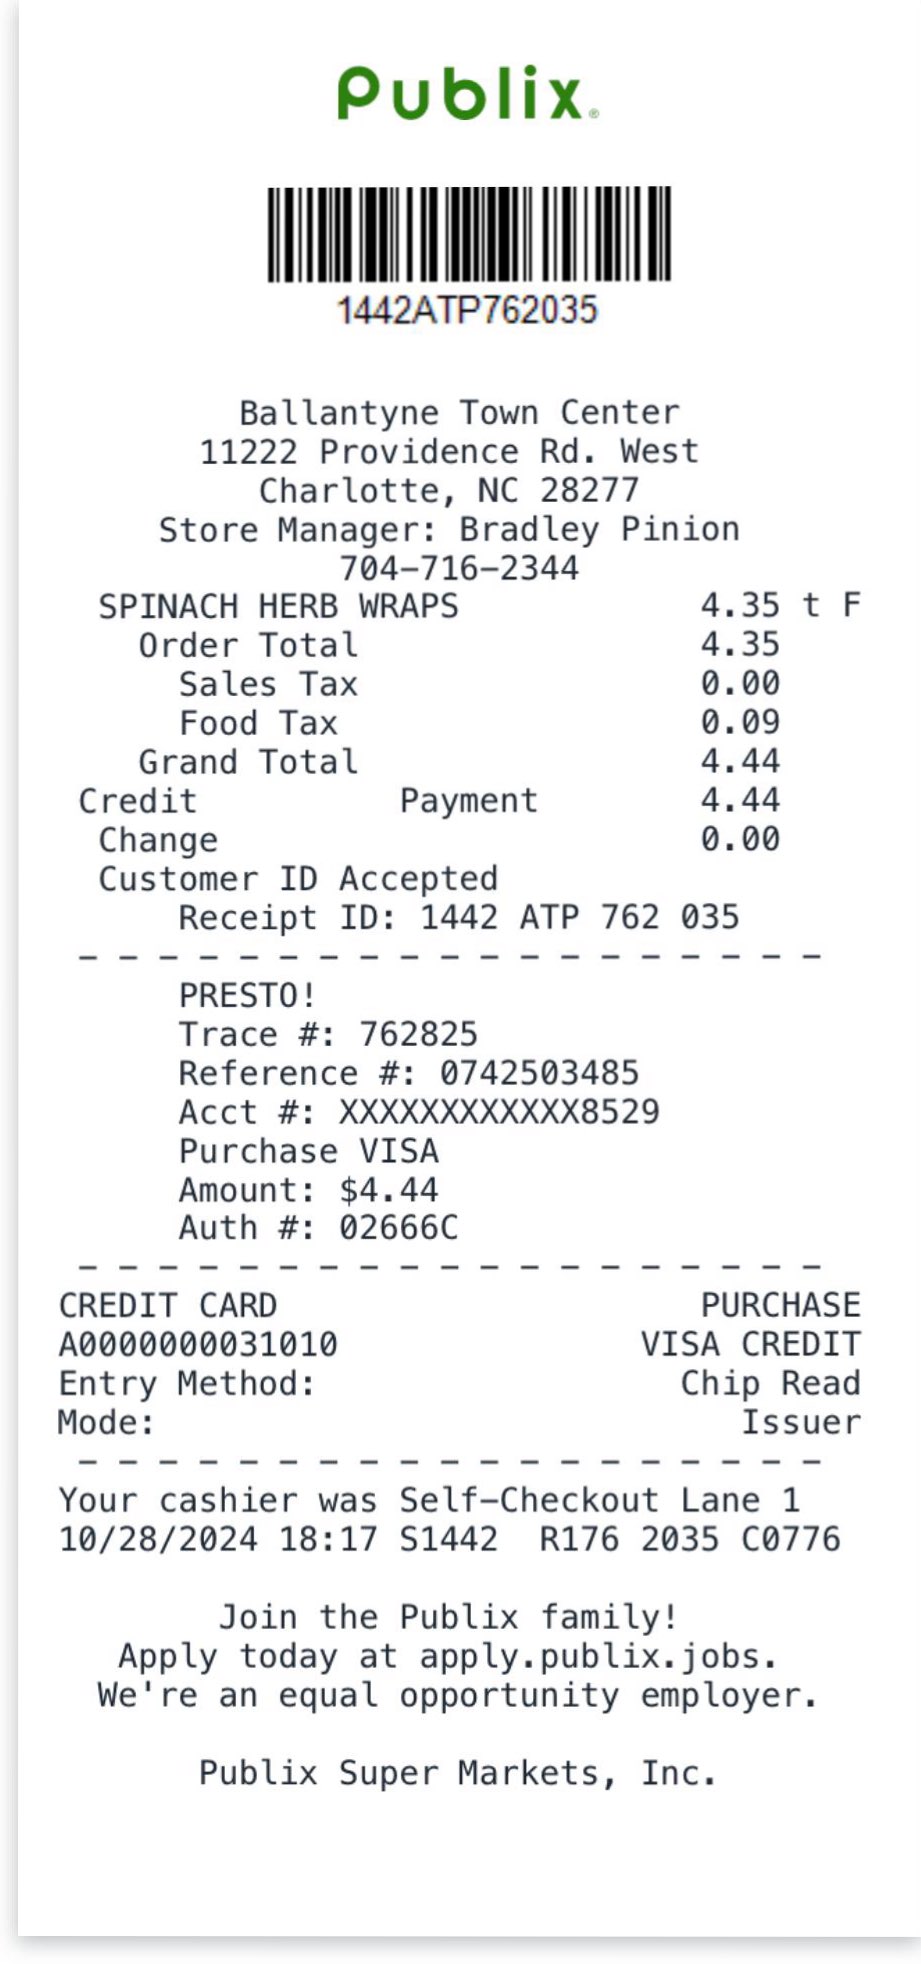 Publix®
1442ATP762035
Ballantyne Town Center
11222 Providence Rd. West
Charlotte, NC 28277
Store Manager: Bradley Pinion
704-716-2344
SPINACH HERB WRAPS 4.35 t F
Order Total 4.35
Sales Tax 0.00
Food Tax 0.09
Grand Total 4.44
Credit Payment 4.44
Change 0.00
Customer ID Accepted
Receipt ID: 1442 ATP 762 035
- - - - - - - - - - - - - - - - - - -
PRESTO!
Trace #: 762825
Reference #: 0742503485
Acct #: XXXXXXXXXXXX8529
Purchase VISA
Amount: $4.44
Auth #: 02666C
- - - - - - - - - - - - - - - - - - -
CREDIT CARD PURCHASE
A0000000031010 VISA CREDIT
Entry Method: Chip Read
Mode: Issuer
- - - - - - - - - - - - - - - - - - -
Your cashier was Self-Checkout Lane 1
10/28/2024 18:17 S1442 R176 2035 C0776
Join the Publix family!
Apply today at apply.publix.jobs.
We're an equal opportunity employer.
Publix Super Markets, Inc.